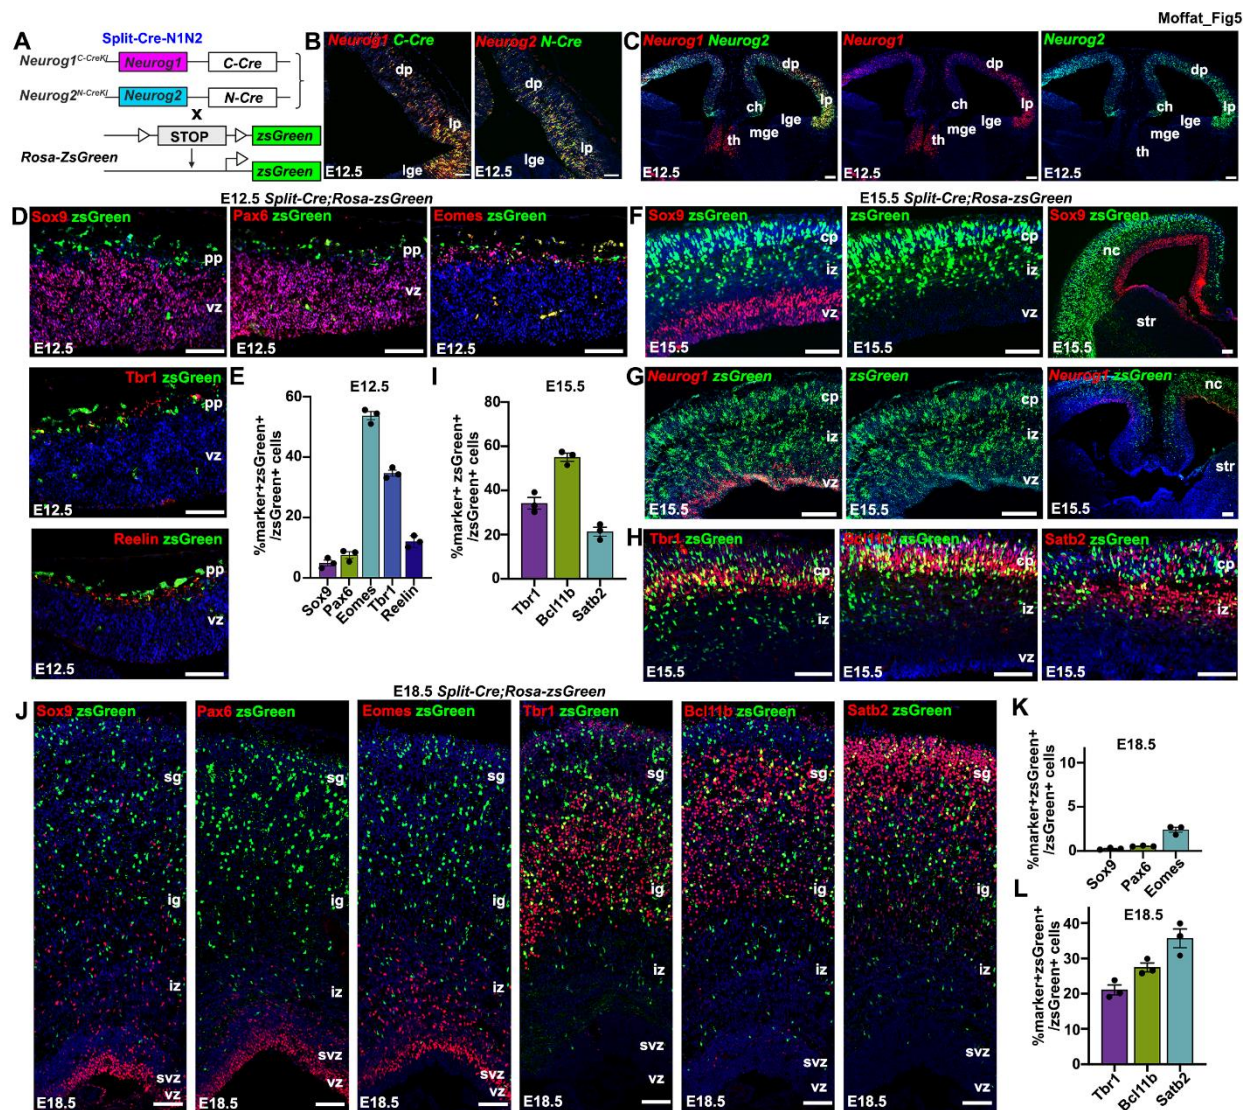 Moffat_Fig5
A
Split-Cre-N1N2
Neurog1C-CreKI
Neurog1
C-Cre
Neurog2N-CreKI
Neurog2
N-Cre
x
STOP
zsGreen
Rosa-ZsGreen
zsGreen
B
Neurog1 C-Cre
dp
lp
lge
E12.5
Neurog2 N-Cre
dp
lp
lge
E12.5
C
Neurog1 Neurog2
dp
lp
ch
lge
mge
th
E12.5
Neurog1
dp
lp
ch
lge
mge
th
E12.5
Neurog2
dp
lp
ch
lge
mge
th
E12.5
E12.5 Split-Cre;Rosa-zsGreen
D
Sox9 zsGreen
pp
vz
E12.5
Pax6 zsGreen
pp
vz
E12.5
Eomes zsGreen
pp
vz
E12.5
Tbr1 zsGreen
pp
vz
E12.5
Reelin zsGreen
pp
vz
E12.5
E
E12.5
%marker+zsGreen+
/zsGreen+ cells
60
40
20
0
Sox9
Pax6
Eomes
Tbr1
Reelin
E15.5 Split-Cre;Rosa-zsGreen
F
Sox9 zsGreen
cp
iz
vz
E15.5
zsGreen
cp
iz
vz
E15.5
Sox9 zsGreen
nc
str
E15.5
G
Neurog1 zsGreen
cp
iz
vz
E15.5
zsGreen
cp
iz
vz
E15.5
Neurog1 zsGreen
nc
str
E15.5
H
Tbr1 zsGreen
cp
iz
vz
E15.5
Bcl11b zsGreen
cp
iz
vz
E15.5
Satb2 zsGreen
cp
iz
vz
E15.5
I
E15.5
%marker+ zsGreen+
/zsGreen+ cells
80
60
40
20
0
Tbr1
Bcl11b
Satb2
E18.5 Split-Cre;Rosa-zsGreen
J
Sox9 zsGreen
sg
ig
iz
svz
vz
E18.5
Pax6 zsGreen
sg
ig
iz
svz
vz
E18.5
Eomes zsGreen
sg
ig
iz
svz
vz
E18.5
Tbr1 zsGreen
sg
ig
iz
svz
vz
E18.5
Bcl11b zsGreen
sg
ig
iz
svz
vz
E18.5
Satb2 zsGreen
sg
ig
iz
svz
vz
E18.5
K
E18.5
%marker+zsGreen+
/zsGreen+ cells
10
5
0
Sox9
Pax6
Eomes
L
E18.5
%marker+zsGreen+
/zsGreen+ cells
40
30
20
10
0
Tbr1
Bcl11b
Satb2